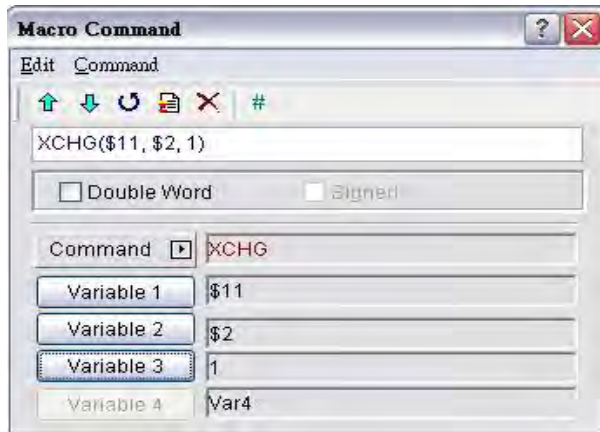 Macro Command
Edit Command
#
XCHG($11, $2, 1)
Double Word Signed
Command XCHG
Variable 1 $11
Variable 2 $2
Variable 3 1
Variable 4 Var4